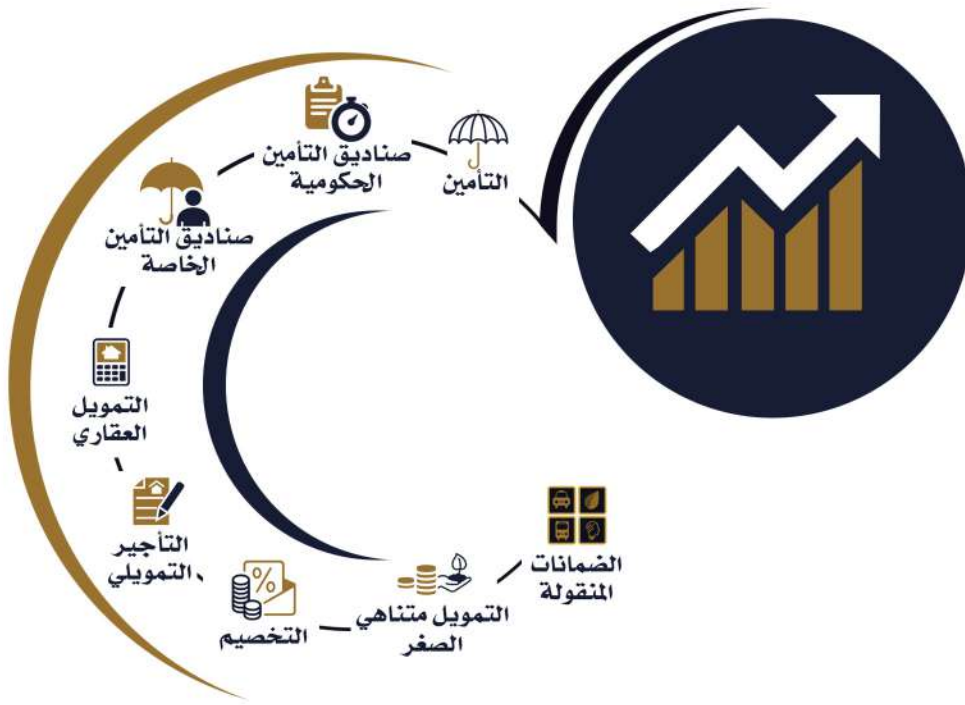 التأمين
صناديق التأمين
الحكومية
صناديق التأمين
الخاصة
التمويل
العقاري
التأجير
التمويلي
التخصيم
التمويل متناهي
الصغر
الضمانات
المنقولة